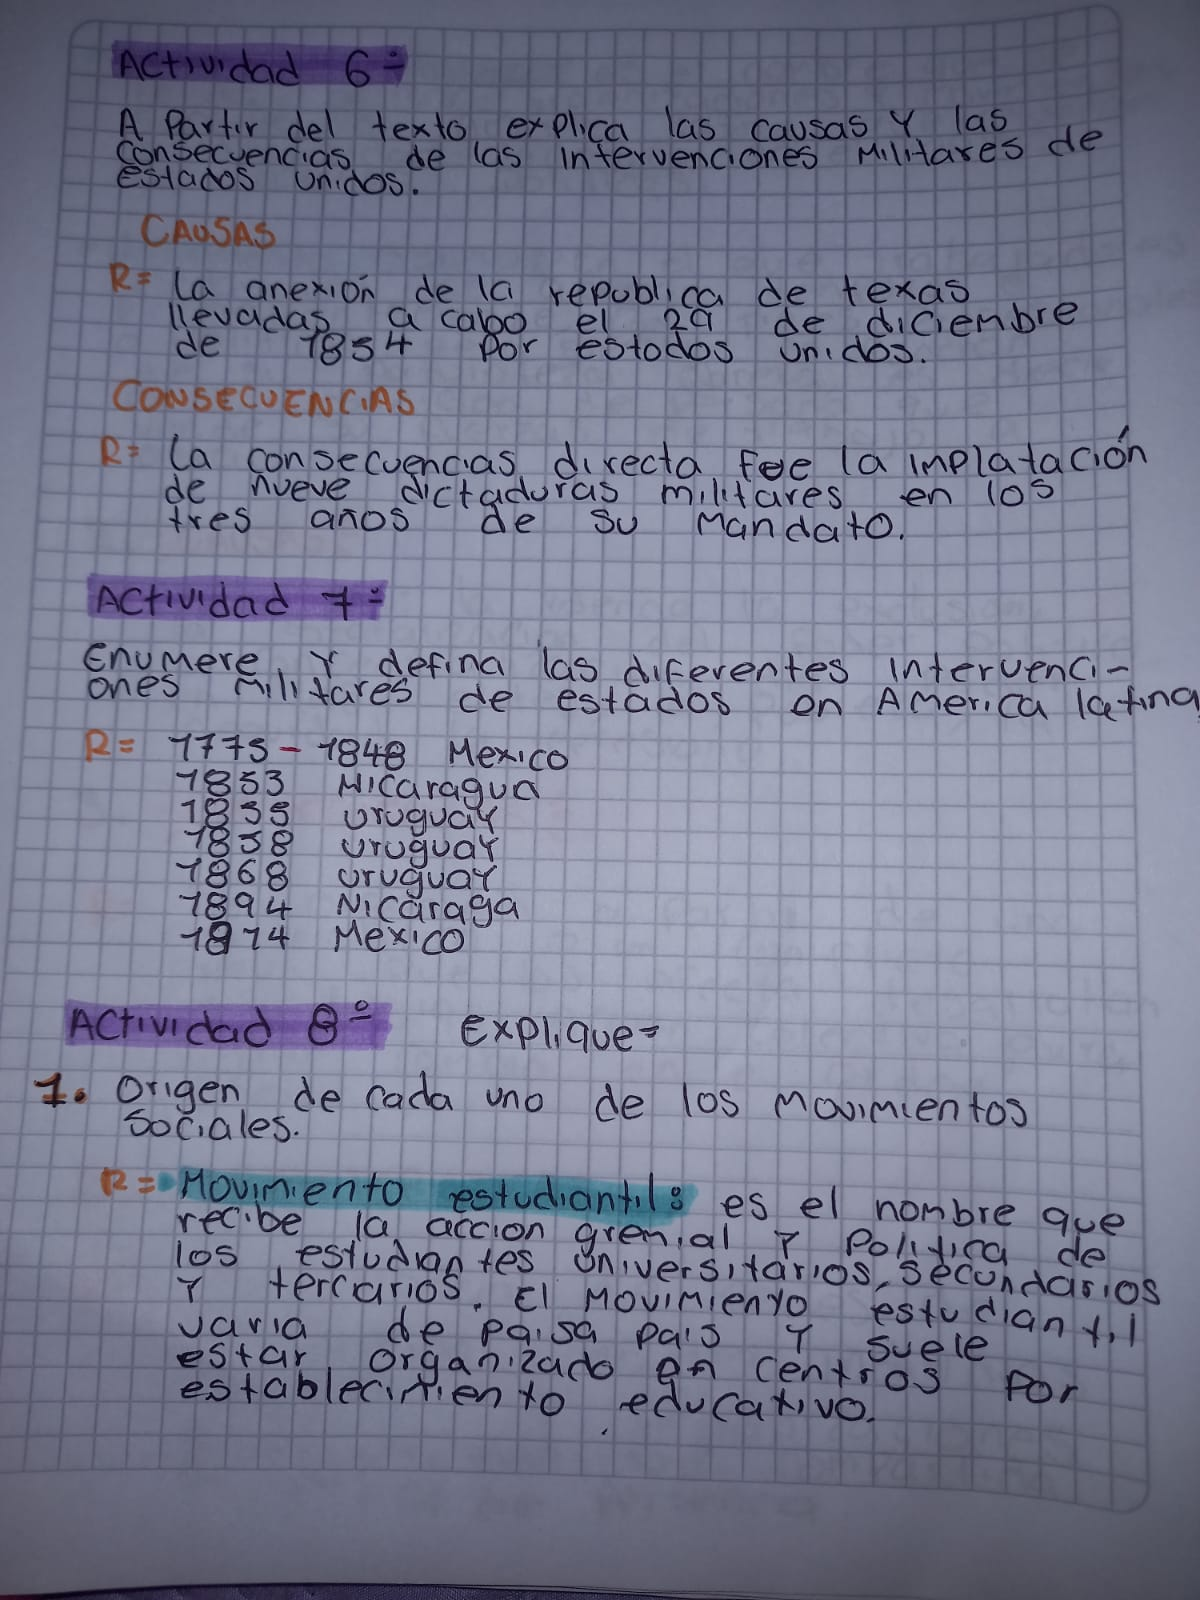 Actividad 6=
A Partir del texto explica las causas y las
consecuencias de las intervenciones Militares de
estados unidos.
CAUSAS
R= La anexión de la republica de texas
llevadas a cabo el 29 de diciembre
de 1854 por estodos unidos.
CONSECUENCIAS
R= La consecuencias directa fee la inplatación
de nueve dictaduras militares en los
tres años de su Mandato.
Actividad 7=
Enumere y defina las diferentes intervenci-
ones militares de estados en America latina
R= 1775 - 1848 Mexico
1853 Nicaragua
1855 uruguay
1858 uruguay
1868 uruguay
1894 Nicaraga
1914 Mexico
Actividad 8= Explique=
1. Origen de cada uno de los movimientos
sociales.
R= Movimiento estudiantil: es el nombre que
recibe la accion gremial y Politica de
los estudiantes universitarios, secundarios
y terciarios. El Movimiento estudiantil
varia de paisa pais y suele
estar organizado en centros por
establecimiento educativo.